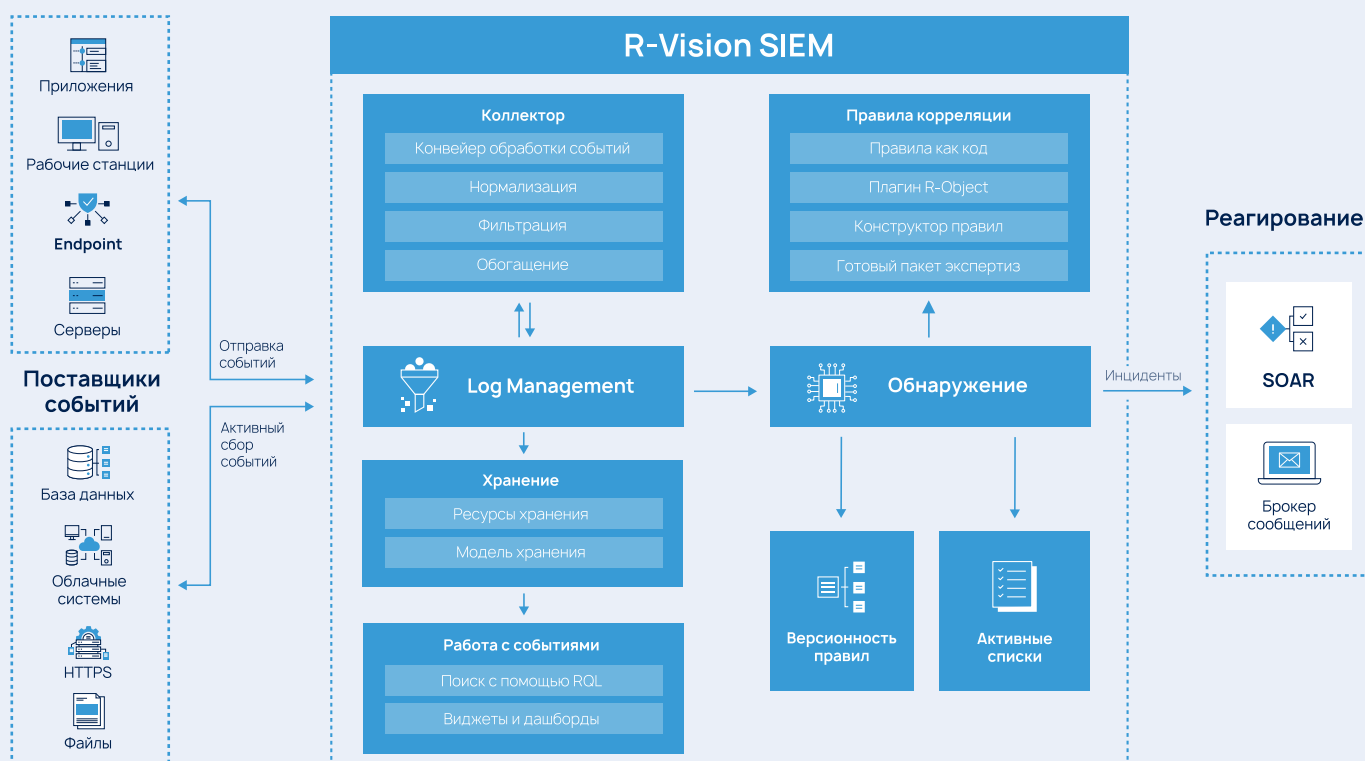 R-Vision SIEM
Приложения
Рабочие станции
Endpoint
Серверы
Поставщики
событий
База данных
Облачные
системы
HTTPS
Файлы
Отправка
событий
Активный
сбор
событий
Коллектор
Конвейер обработки событий
Нормализация
Фильтрация
Обогащение
Log Management
Хранение
Ресурсы хранения
Модель хранения
Работа с событиями
Поиск с помощью RQL
Виджеты и дашборды
Правила корреляции
Правила как код
Плагин R-Object
Конструктор правил
Готовый пакет экспертиз
Обнаружение
Версионность
правил
Активные
списки
Инциденты
Реагирование
SOAR
Брокер
сообщений